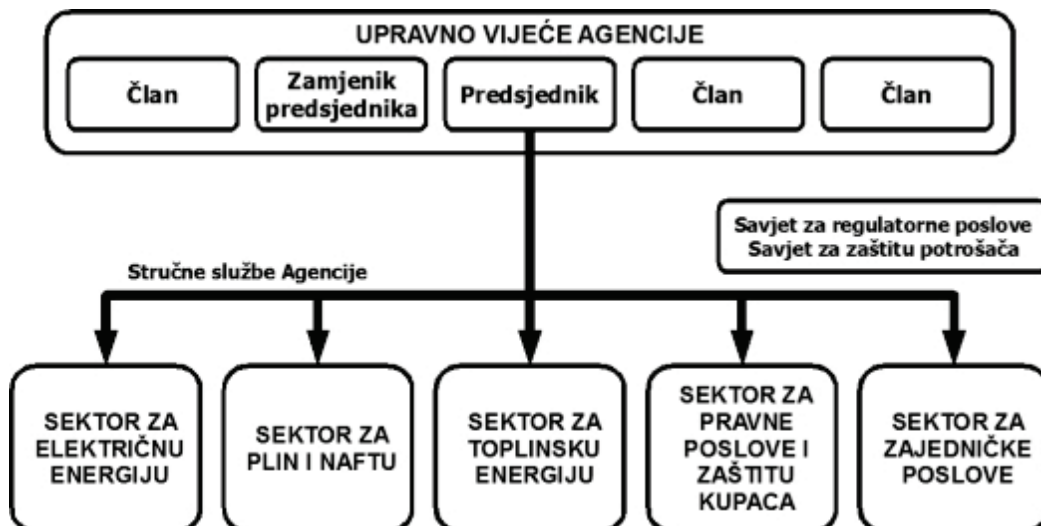 UPRAVNO VIJEĆE AGENCIJE
Član
Zamjenik
predsjednika
Predsjednik
Član
Član
Savjet za regulatorne poslove
Savjet za zaštitu potrošača
Stručne službe Agencije
SEKTOR ZA
ELEKTRIČNU
ENERGIJU
SEKTOR ZA
PLIN I NAFTU
SEKTOR ZA
TOPLINSKU
ENERGIJU
SEKTOR ZA
PRAVNE
POSLOVE I
ZAŠTITU
KUPACA
SEKTOR ZA
ZAJEDNIČKE
POSLOVE